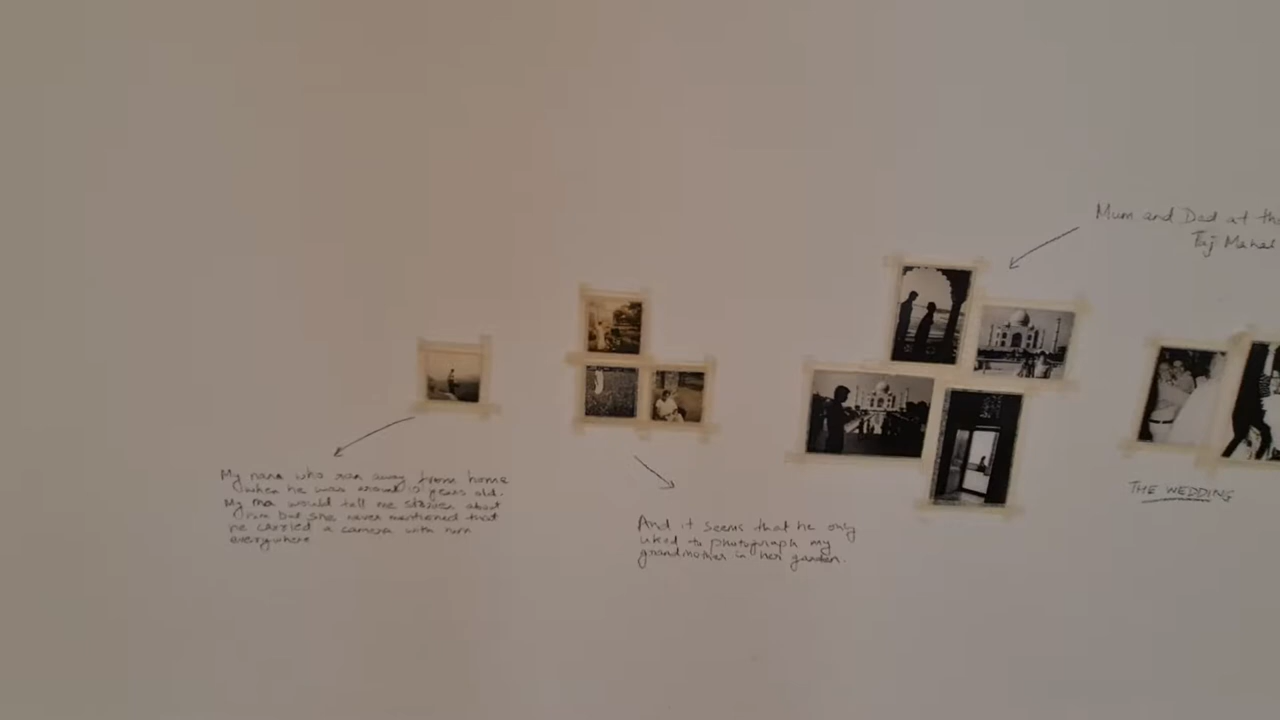 My nana who ran away from home
when he was around 10 years old.
My ma would tell me stories about
him but she never mentioned that
he carried a camera with him
everywhere
And it seems that he only
liked to photograph my
grandmother in her garden.
Mum and Dad at th
Taj Mahal
THE WEDDING